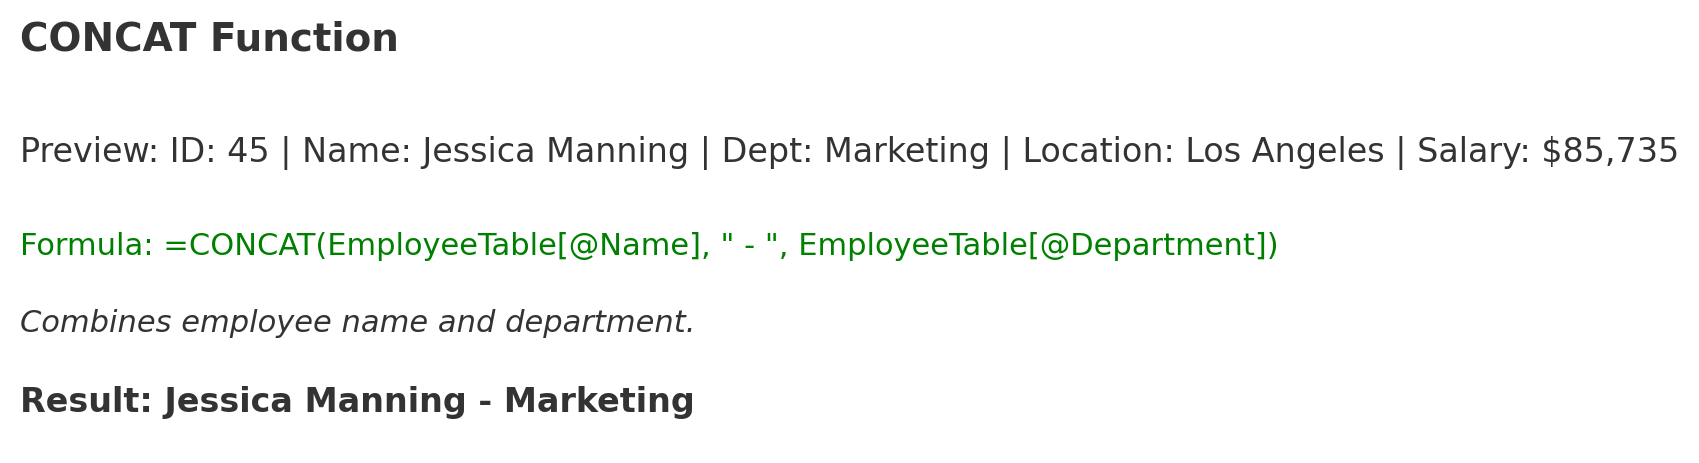 CONCAT Function
Preview: ID: 45 | Name: Jessica Manning | Dept: Marketing | Location: Los Angeles | Salary: $85,735
Formula: =CONCAT(EmployeeTable[@Name], " - ", EmployeeTable[@Department])
Combines employee name and department.
Result: Jessica Manning - Marketing